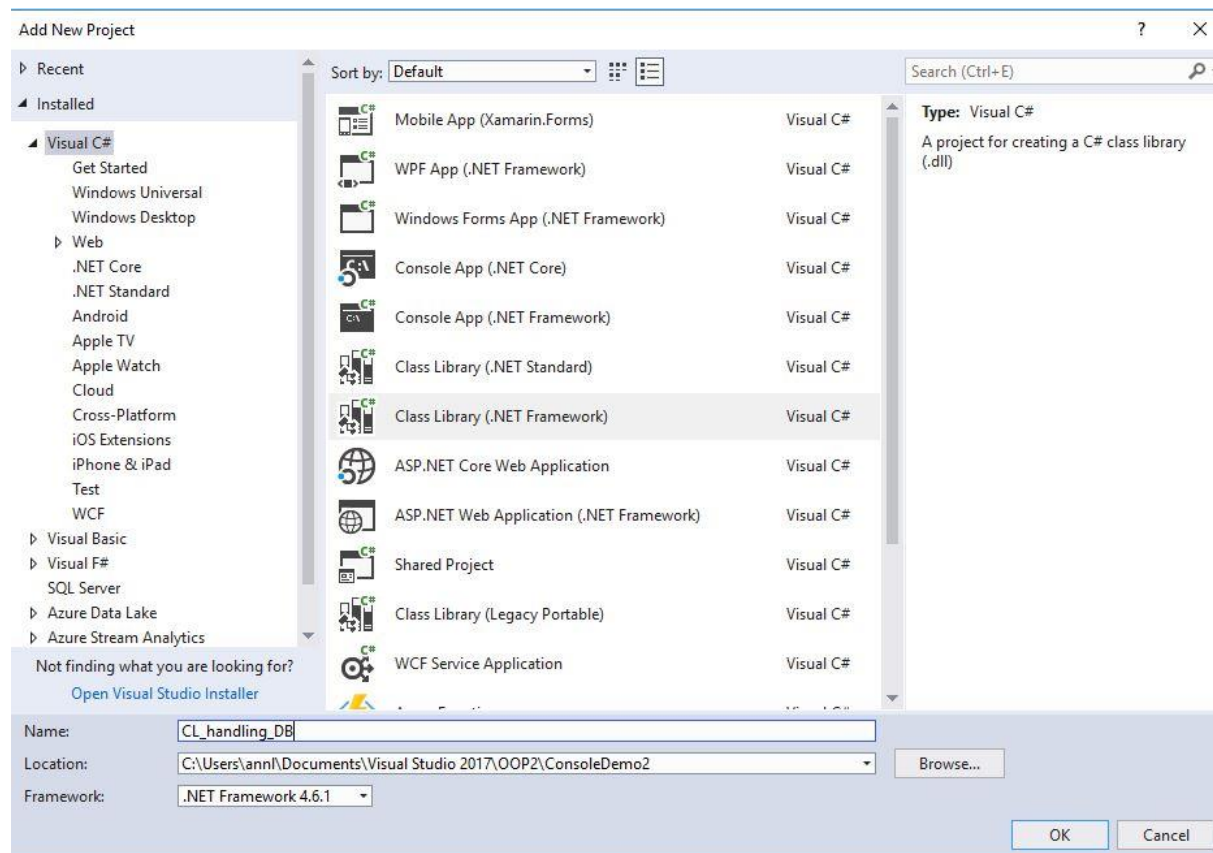 Add New Project
?
Recent
Installed
Visual C#
Get Started
Windows Universal
Windows Desktop
Web
.NET Core
.NET Standard
Android
Apple TV
Apple Watch
Cloud
Cross-Platform
iOS Extensions
iPhone & iPad
Test
WCF
Visual Basic
Visual F#
SQL Server
Azure Data Lake
Azure Stream Analytics
Not finding what you are looking for?
Open Visual Studio Installer
Sort by: Default
Mobile App (Xamarin.Forms) Visual C#
WPF App (.NET Framework) Visual C#
Windows Forms App (.NET Framework) Visual C#
Console App (.NET Core) Visual C#
Console App (.NET Framework) Visual C#
Class Library (.NET Standard) Visual C#
Class Library (.NET Framework) Visual C#
ASP.NET Core Web Application Visual C#
ASP.NET Web Application (.NET Framework) Visual C#
Shared Project Visual C#
Class Library (Legacy Portable) Visual C#
WCF Service Application Visual C#
Search (Ctrl+E)
Type: Visual C#
A project for creating a C# class library
(.dll)
Name: CL_handling_DB
Location: C:\Users\annl\Documents\Visual Studio 2017\OOP2\ConsoleDemo2 Browse...
Framework: .NET Framework 4.6.1
OK Cancel